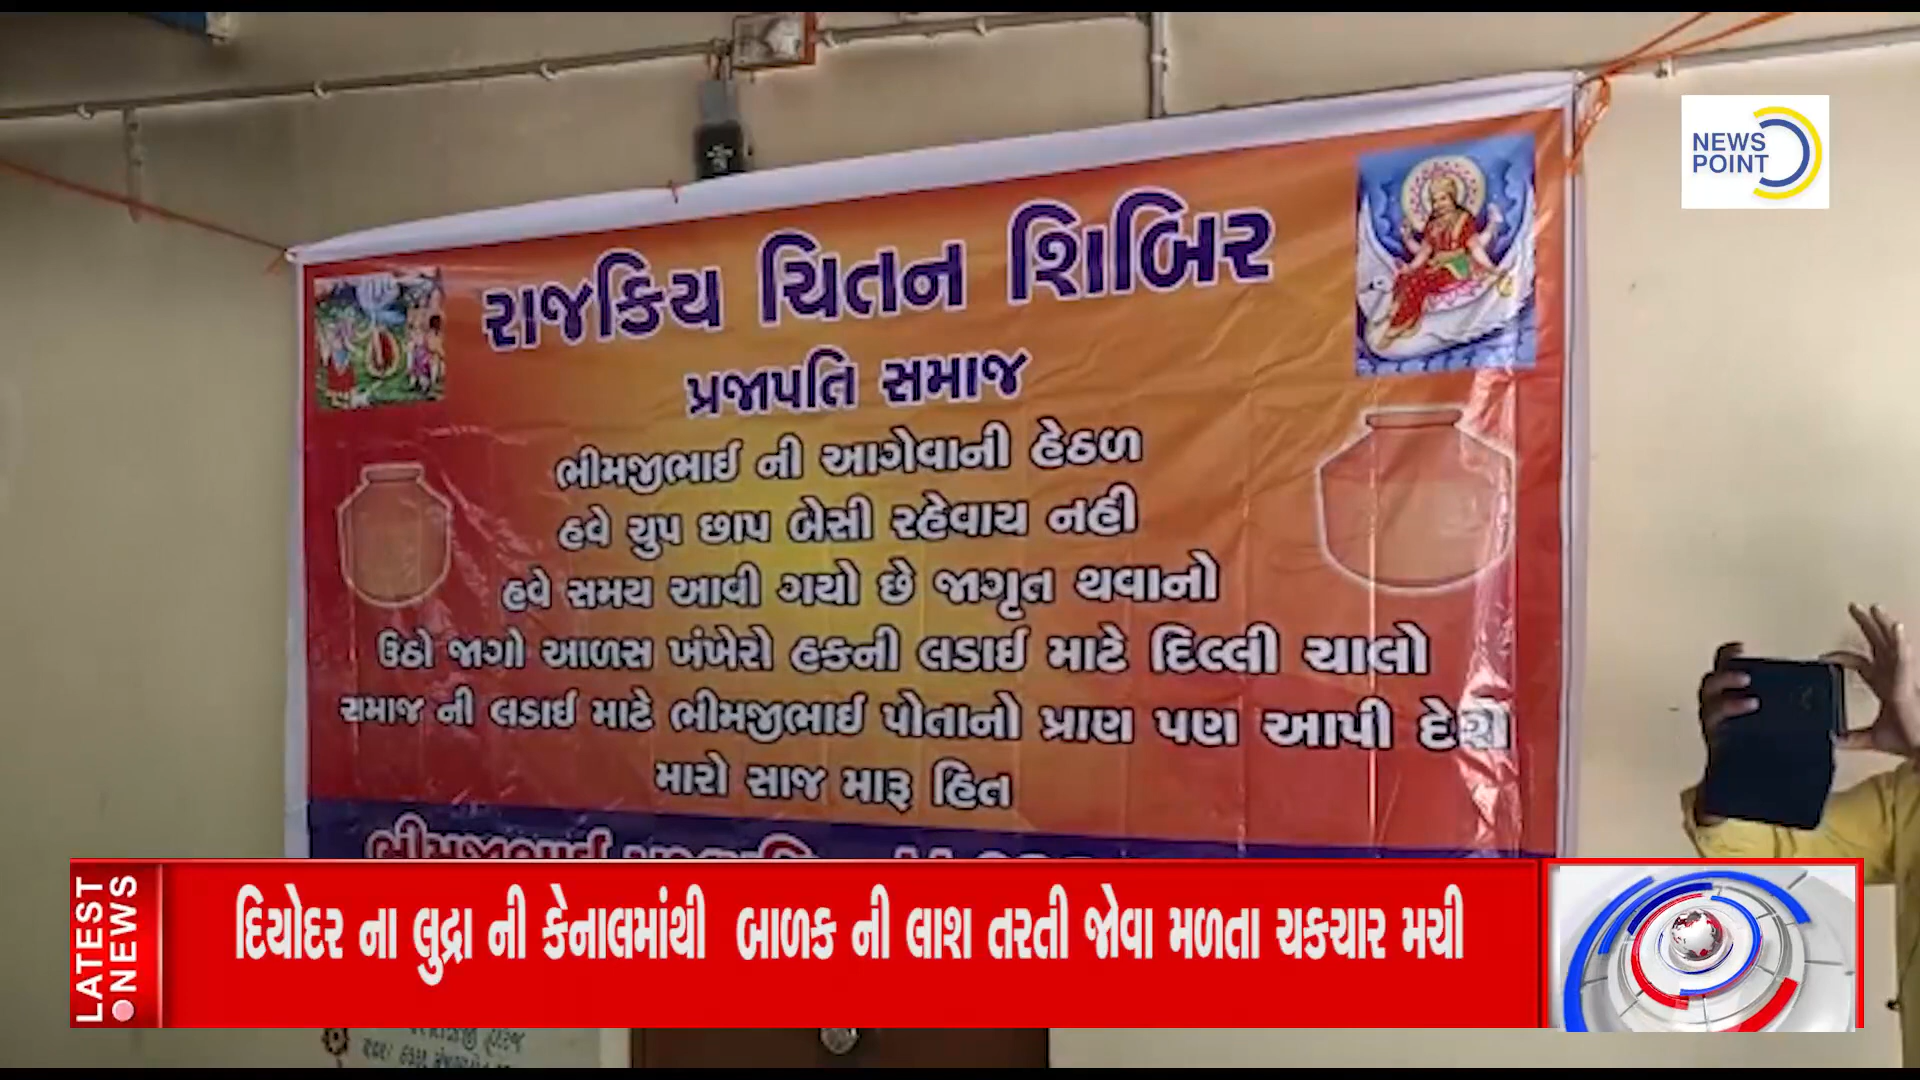 NEWS
POINT
રાજકિય ચિતન શિબિર
પ્રજાપતિ સમાજ
ભીમજીભાઈ ની આગેવાની હેઠળ
હવે ચુપ છાપ બેસી રહેવાય નહી
હવે સમય આવી ગયો છે જાગૃત થવાનો
ઉઠો જાગો આળસ ખંખેરો હકની લડાઈ માટે દિલ્લી ચાલો
સમાજ ની લડાઈ માટે ભીમજીભાઈ પોતાનો પ્રાણ પણ આપી દેશે
મારો સાજ મારૂ હિત
ભીમજીભાઈ
LATEST
NEWS
દિયોદર ના લુદ્રા ની કેનાલમાંથી બાળક ની લાશ તરતી જોવા મળતા ચકચાર મચી